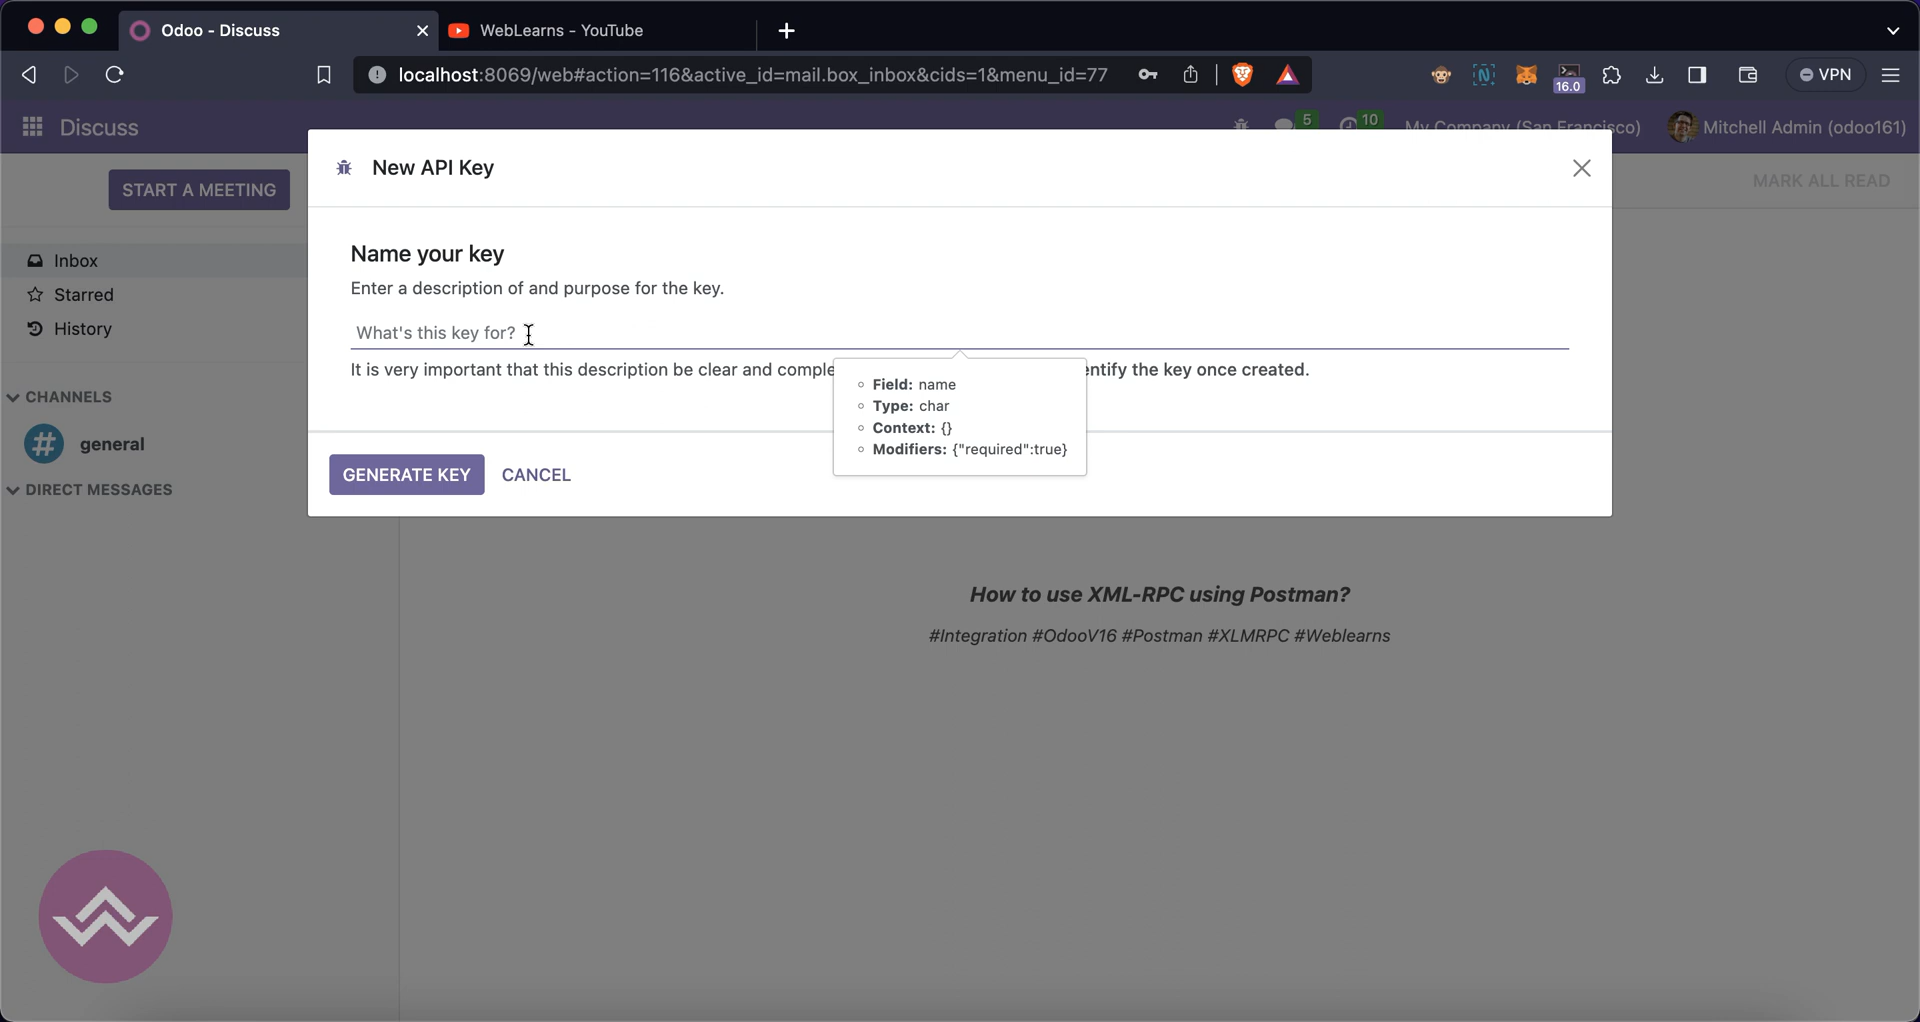 Odoo - Discuss
WebLearns - YouTube
localhost:8069/web#action=116&active_id=mail.box_inbox&cids=1&menu_id=77
16.0
VPN
Discuss
5
10
My Company (San Francisco)
Mitchell Admin (odoo161)
START A MEETING
New API Key
MARK ALL READ
Inbox
Starred
History
Name your key
Enter a description of and purpose for the key.
What's this key for?
It is very important that this description be clear and comple
entify the key once created.
Field: name
Type: char
Context: {}
Modifiers: {"required":true}
CHANNELS
# general
DIRECT MESSAGES
GENERATE KEY
CANCEL
How to use XML-RPC using Postman?
#Integration #OdooV16 #Postman #XLMRPC #Weblearns